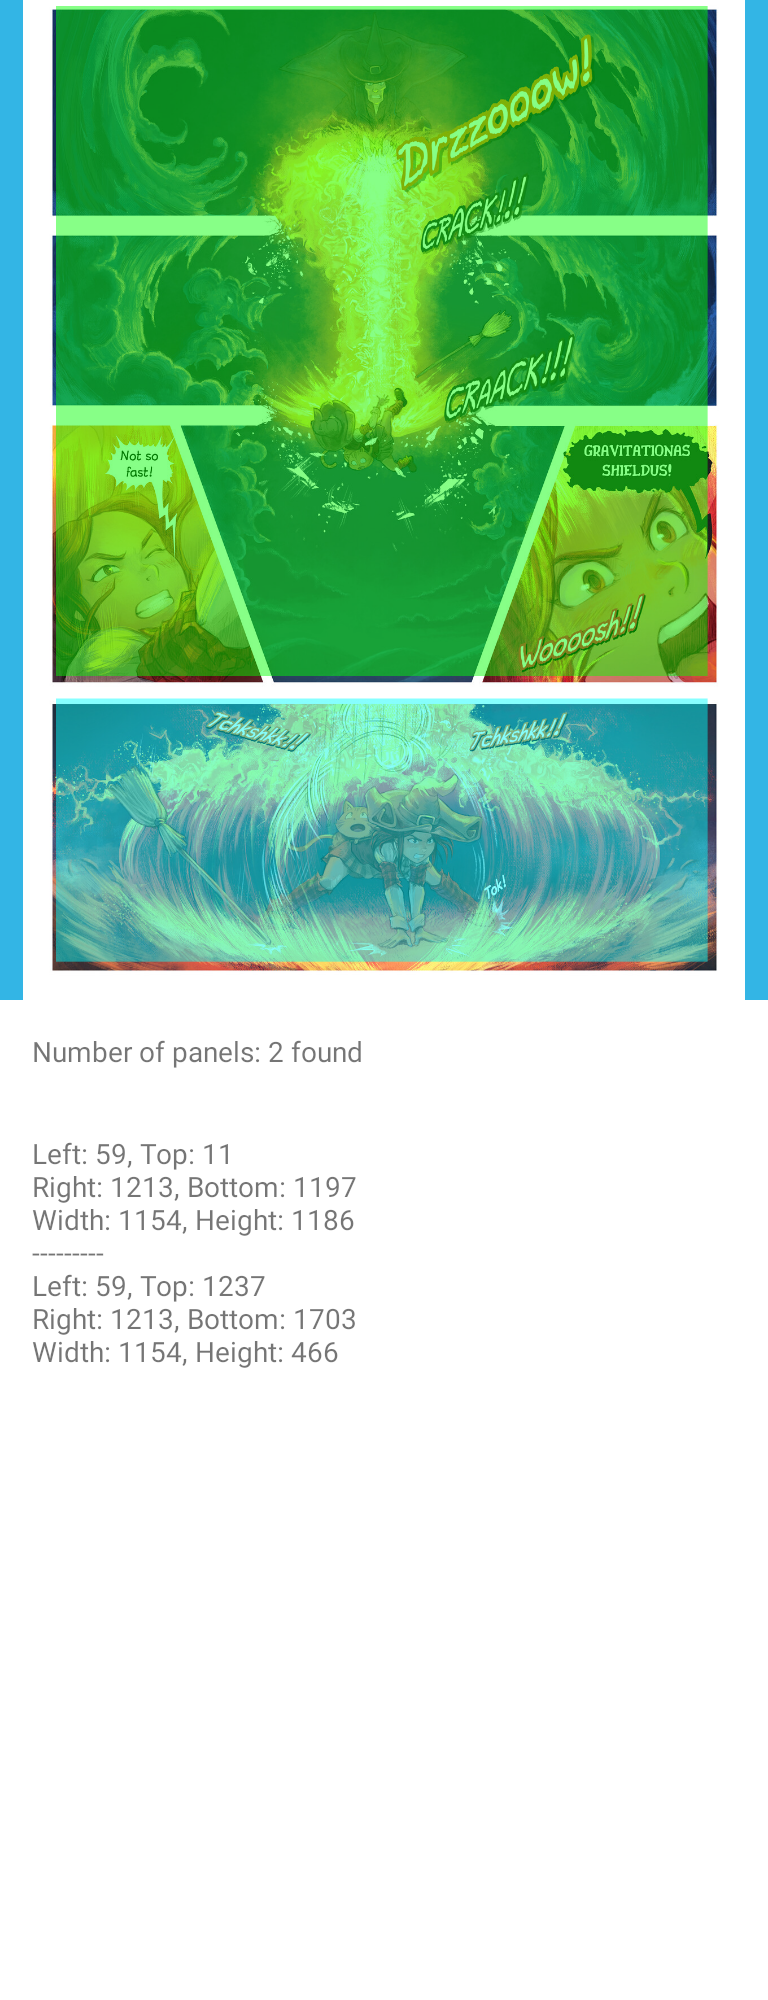 Drzzooow!
CRACK!!!
CRAACK!!!
Not so
fast!
GRAVITATIONAS
SHIELDUS!
Woooosh!!
Tchkshkk!!
Tchkshkk!!
Tok!
Number of panels: 2 found
Left: 59, Top: 11
Right: 1213, Bottom: 1197
Width: 1154, Height: 1186
---------
Left: 59, Top: 1237
Right: 1213, Bottom: 1703
Width: 1154, Height: 466